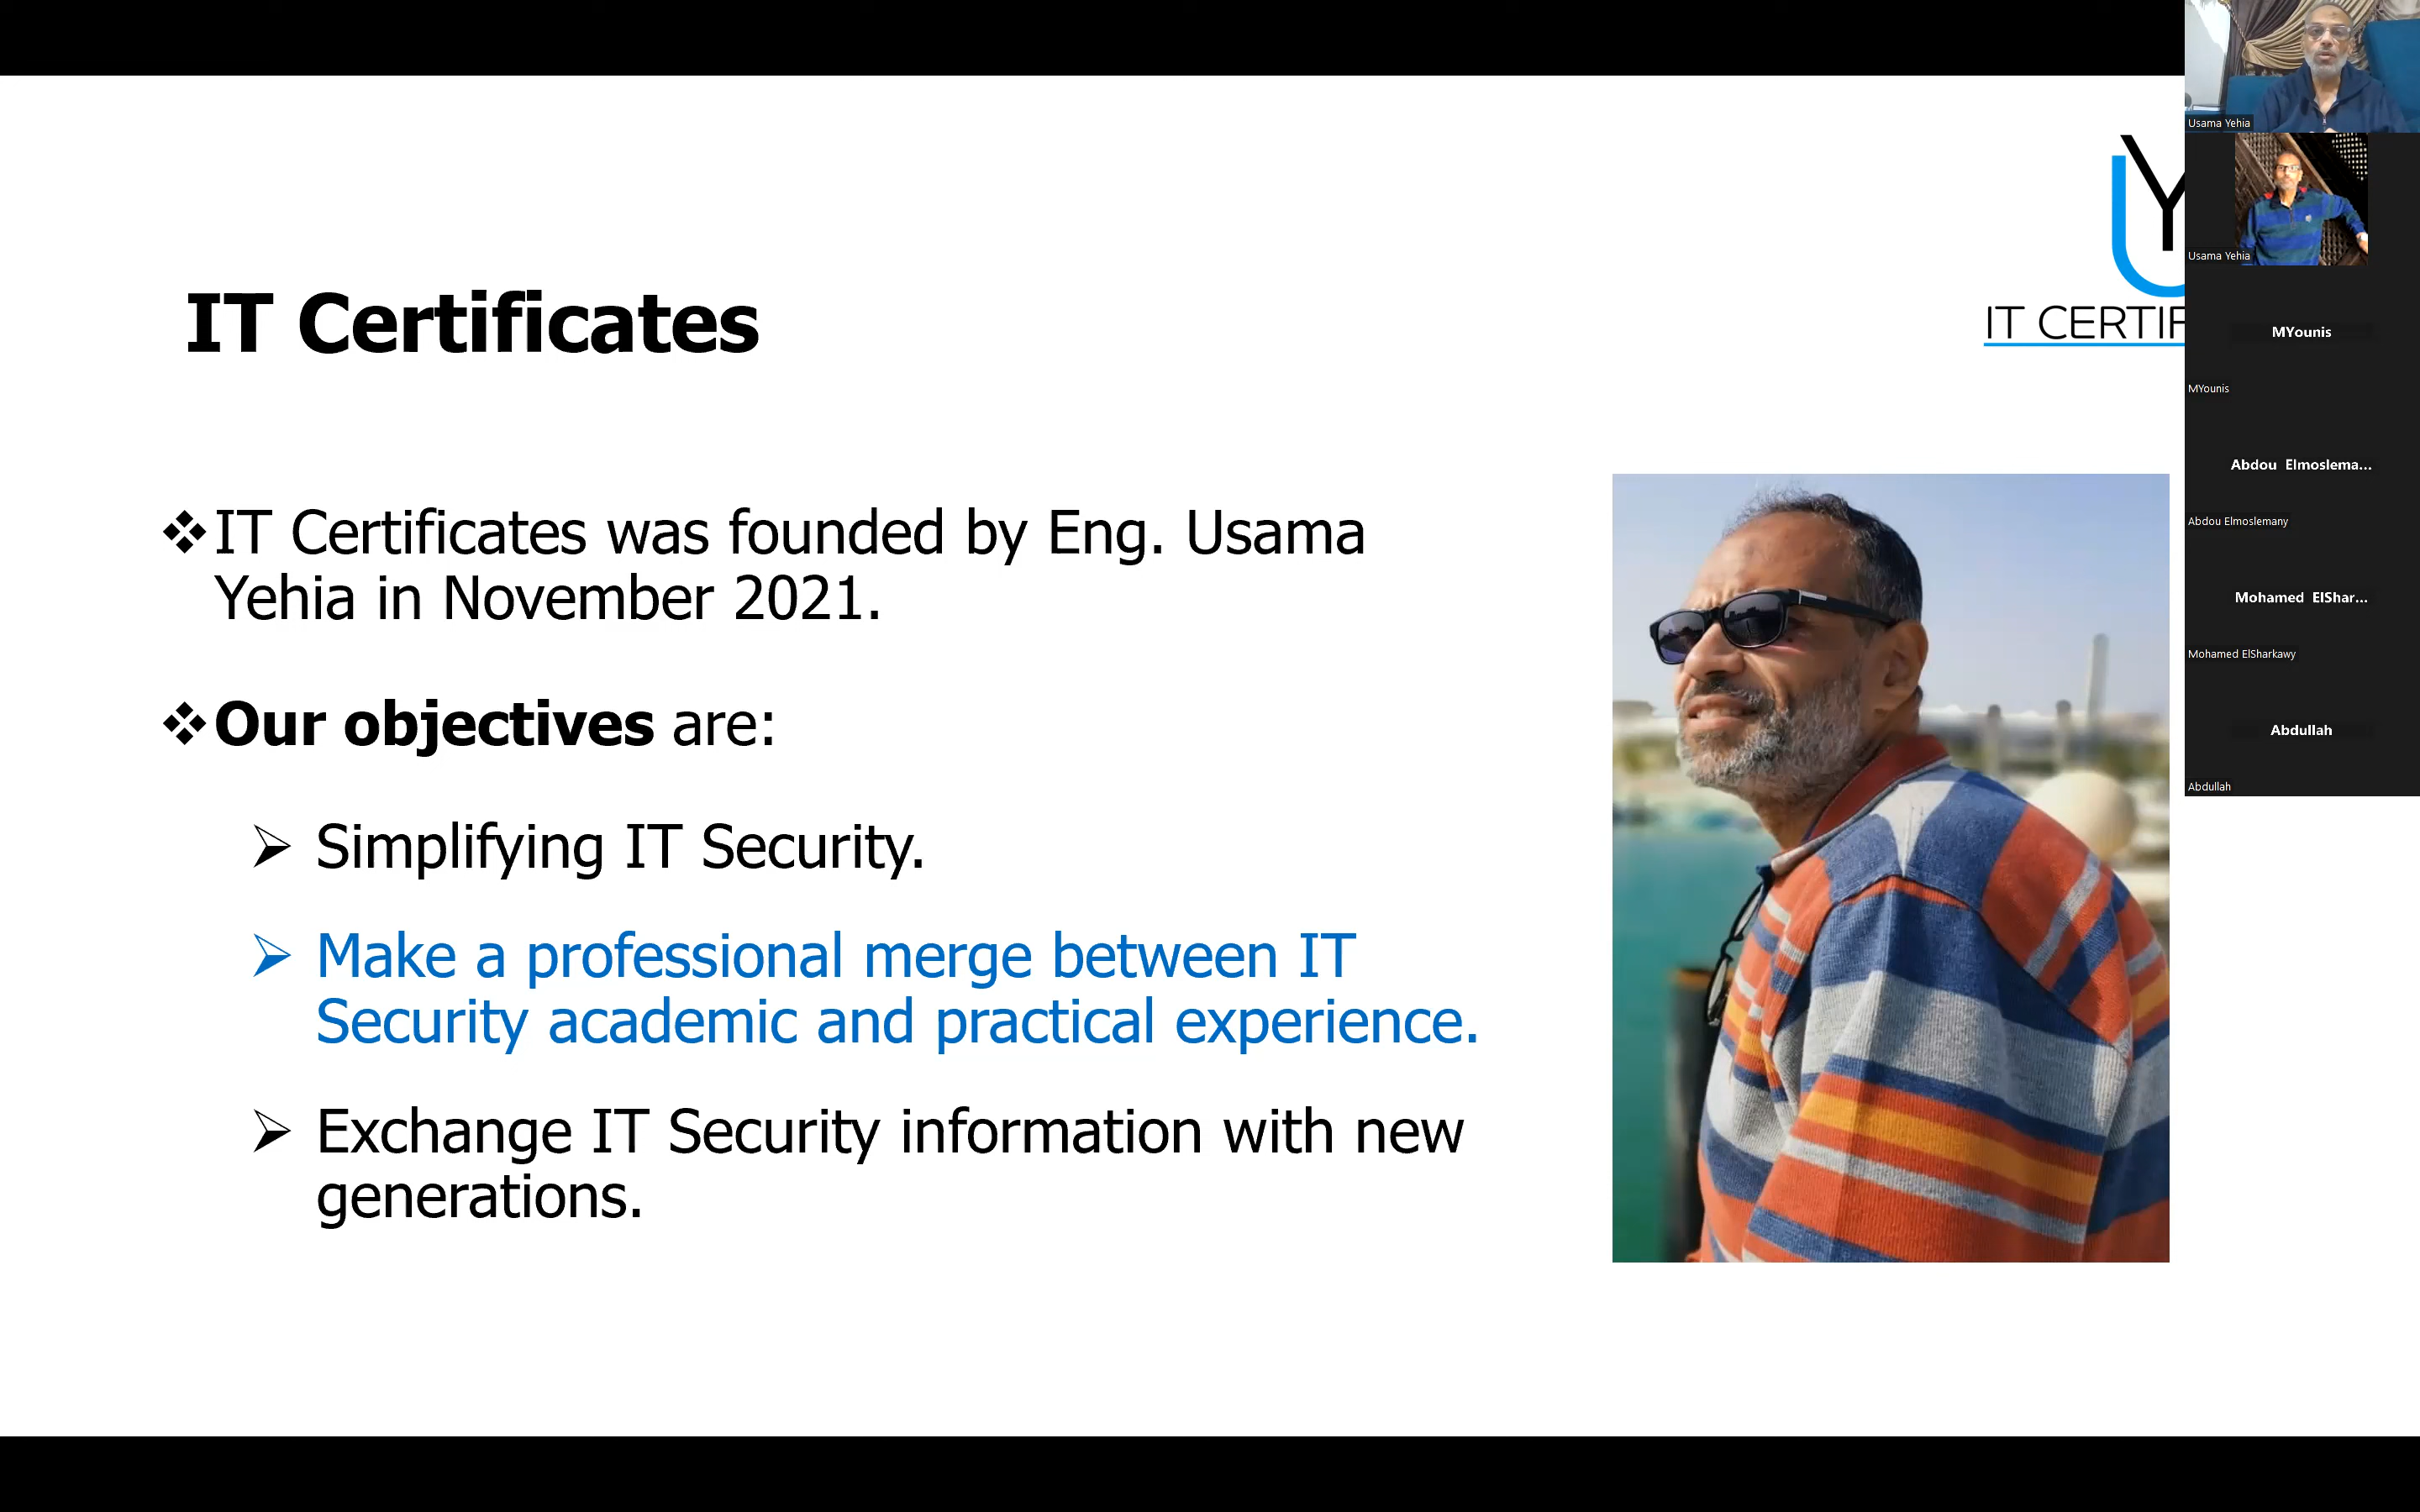 IT Certificates
Y
IT CERTIF
❖IT Certificates was founded by Eng. Usama
Yehia in November 2021.
❖Our objectives are:
➢ Simplifying IT Security.
➢ Make a professional merge between IT
Security academic and practical experience.
➢ Exchange IT Security information with new
generations.
Usama Yehia
Usama Yehia
MYounis
MYounis
Abdou Elmoslema...
Abdou Elmoslemany
Mohamed ElShar...
Mohamed ElSharkawy
Abdullah
Abdullah